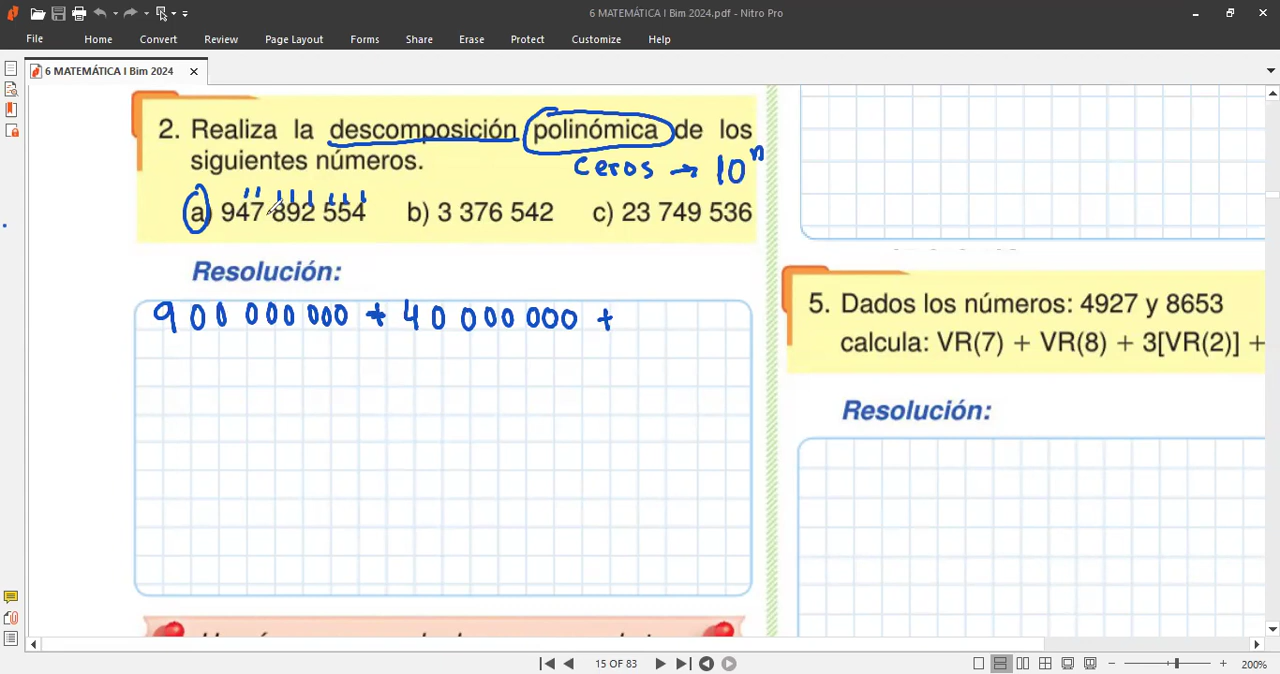 6 MATEMÁTICA I Bim 2024.pdf - Nitro Pro
File Home Convert Review Page Layout Forms Share Erase Protect Customize Help
6 MATEMÁTICA I Bim 2024
2. Realiza la descomposición polinómica de los
siguientes números.
ceros → 10ⁿ
a) 947 892 554 b) 3 376 542 c) 23 749 536
Resolución:
900 000 000 + 40 000 000 +
5. Dados los números: 4927 y 8653
calcula: VR(7) + VR(8) + 3[VR(2)] +
Resolución:
15 OF 83
200%